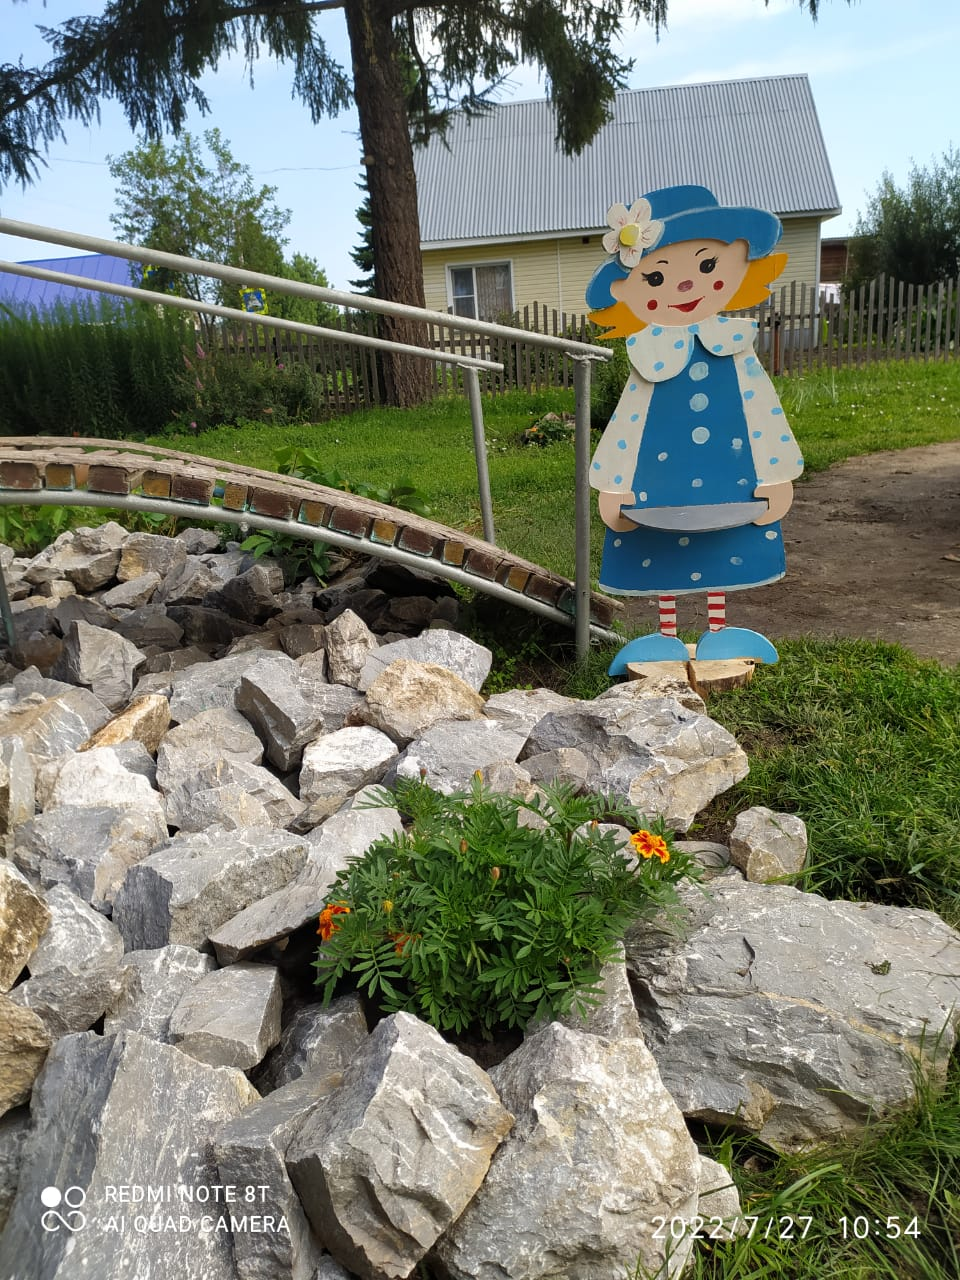 REDMI NOTE 8T
AI QUAD CAMERA
2022/7/27 10:54